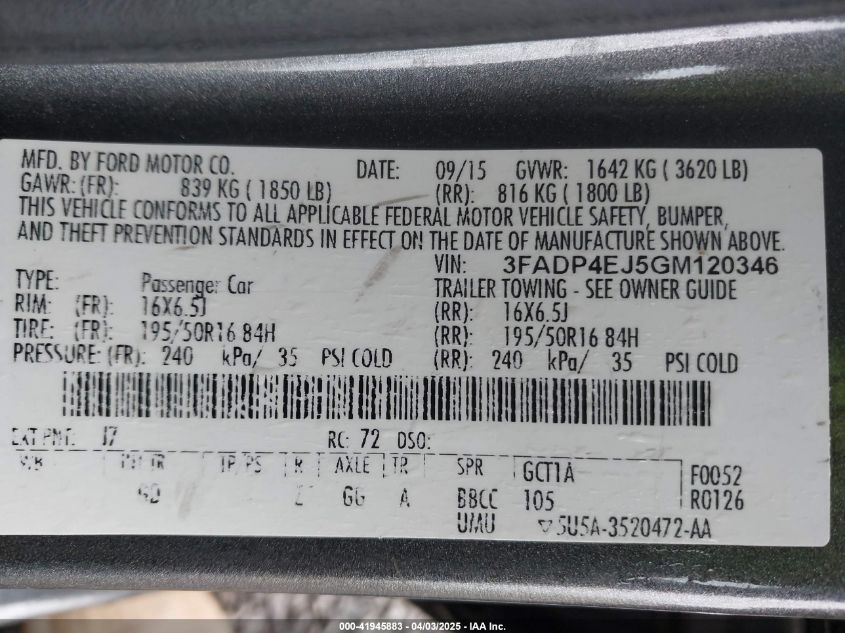 MFD. BY FORD MOTOR CO. DATE: 09/15 GVWR: 1642 KG ( 3620 LB)
GAWR: (FR): 839 KG ( 1850 LB) (RR): 816 KG ( 1800 LB)
THIS VEHICLE CONFORMS TO ALL APPLICABLE FEDERAL MOTOR VEHICLE SAFETY, BUMPER,
AND THEFT PREVENTION STANDARDS IN EFFECT ON THE DATE OF MANUFACTURE SHOWN ABOVE.
VIN: 3FADP4EJ5GM120346
TYPE: Passenger Car TRAILER TOWING - SEE OWNER GUIDE
RIM: (FR): 16X6.5J (RR): 16X6.5J
TIRE: (FR): 195/50R16 84H (RR): 195/50R16 84H
PRESSURE: (FR): 240 kPa/ 35 PSI COLD (RR): 240 kPa/ 35 PSI COLD
EXT PNT: J7 RC: 72 DSO:
INT TR TP/PS R AXLE TR SPR GCT1A F0052
GG A BBCC 105 R0126
UMU ▽5U5A-3520472-AA
000-41945883 - 04/03/2025 - IAA Inc.